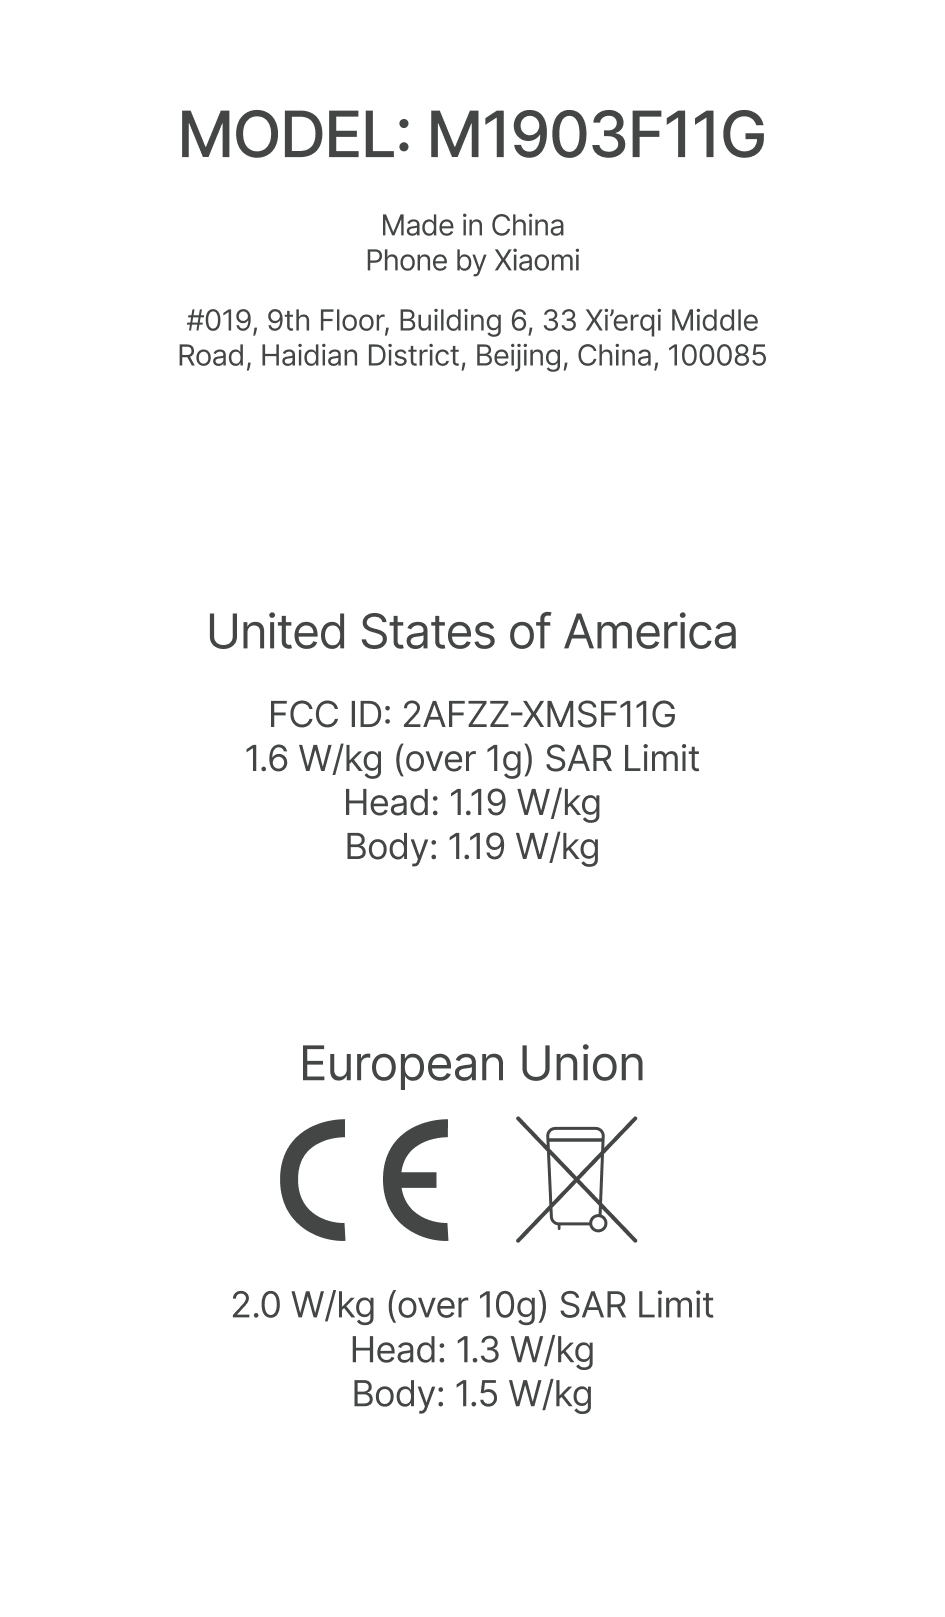 MODEL: M1903F11G
Made in China
Phone by Xiaomi
#019, 9th Floor, Building 6, 33 Xi’erqi Middle
Road, Haidian District, Beijing, China, 100085
United States of America
FCC ID: 2AFZZ-XMSF11G
1.6 W/kg (over 1g) SAR Limit
Head: 1.19 W/kg
Body: 1.19 W/kg
European Union
CE
2.0 W/kg (over 10g) SAR Limit
Head: 1.3 W/kg
Body: 1.5 W/kg